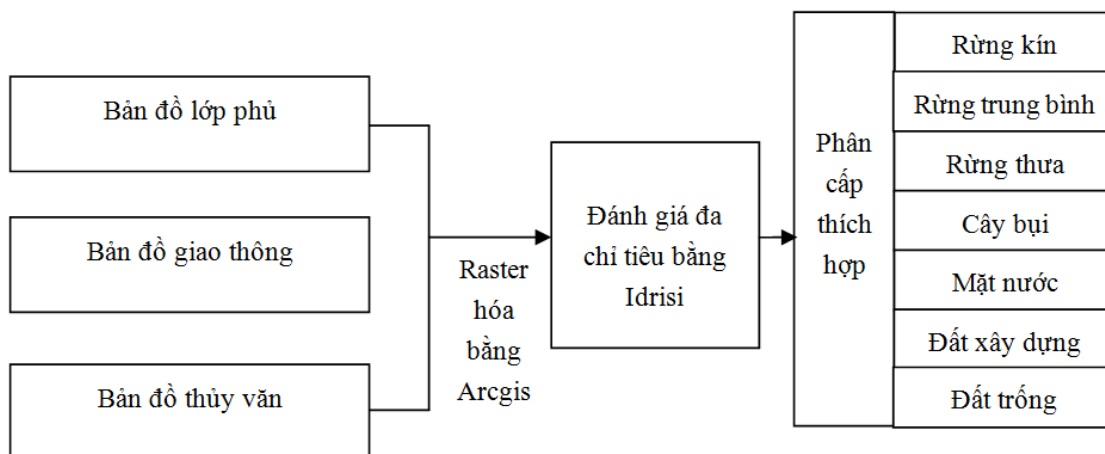 Bản đồ lớp phủ
Bản đồ giao thông
Bản đồ thủy văn
Raster
hóa
bằng
Arcgis
Đánh giá đa
chỉ tiêu bằng
Idrisi
Phân
cấp
thích
hợp
Rừng kín
Rừng trung bình
Rừng thưa
Cây bụi
Mặt nước
Đất xây dựng
Đất trống